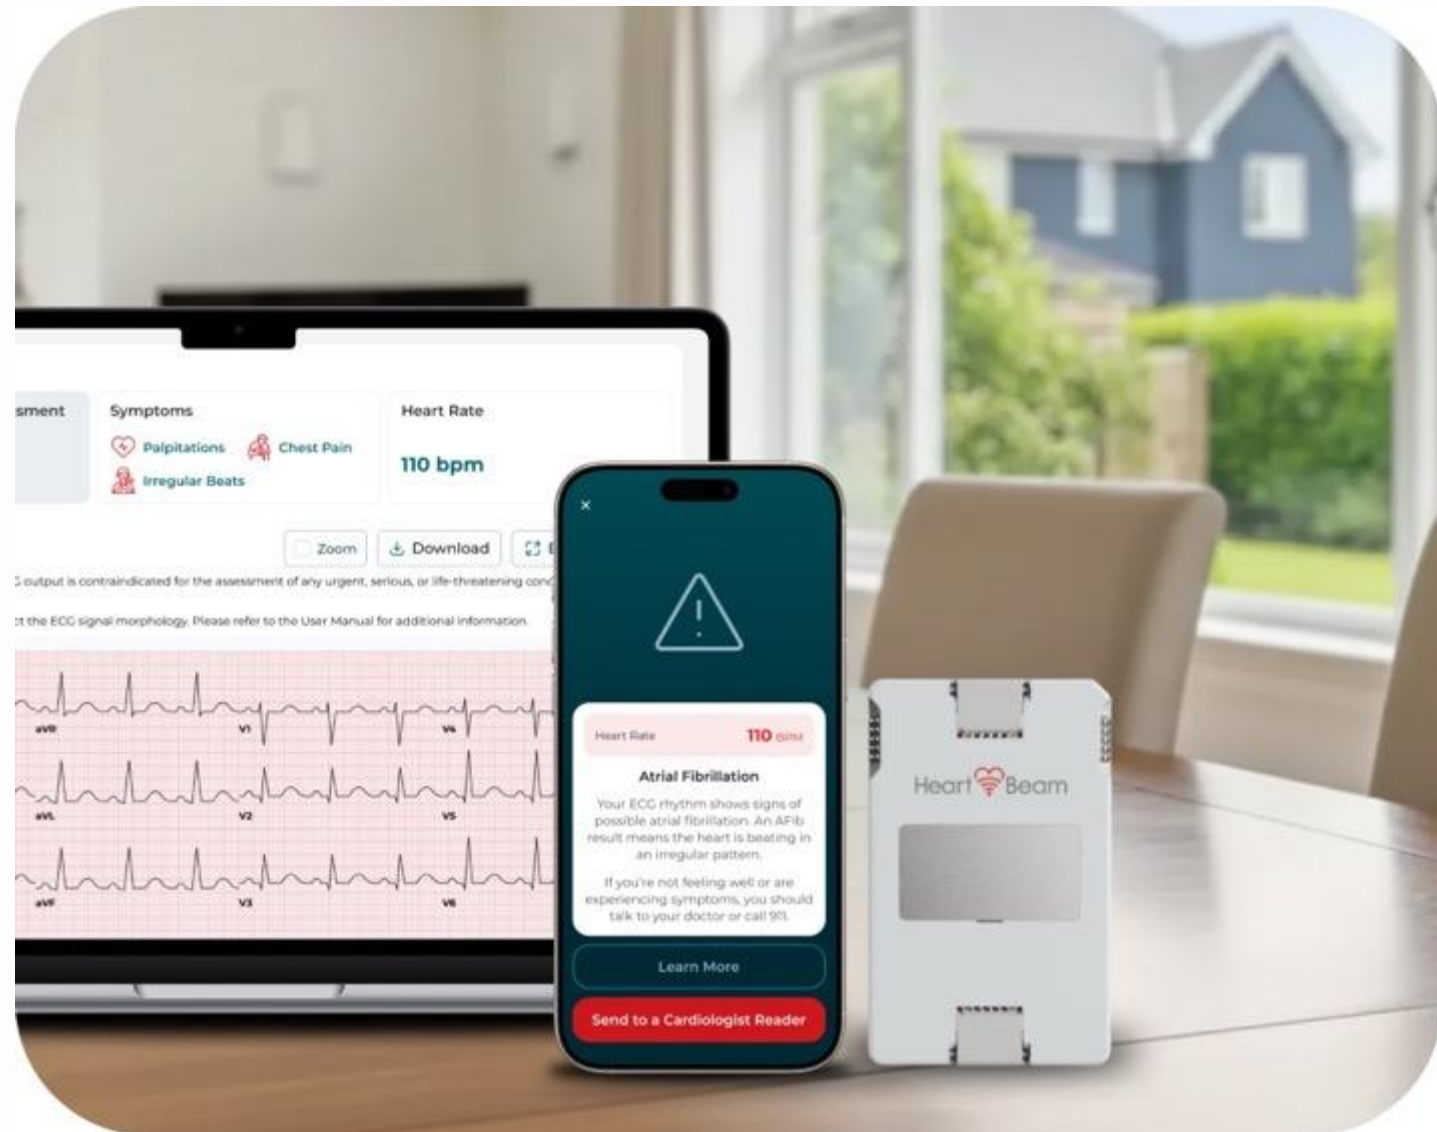 sment
Symptoms
Palpitations
Chest Pain
Irregular Beats
Heart Rate
110 bpm
Zoom
Download
output is contraindicated for the assessment of any urgent, serious, or life-threatening
the ECG signal morphology. Please refer to the User Manual for additional information.
aVR V1 V4
aVL V2 V5
aVF V3 V6
Heart Rate 110 BPM
Atrial Fibrillation
Your ECG rhythm shows signs of
possible atrial fibrillation. An AFib
result means the heart is beating in
an irregular pattern.
If you're not feeling well or are
experiencing symptoms, you should
talk to your doctor or call 911.
Learn More
Send to a Cardiologist Reader
Heart Beam